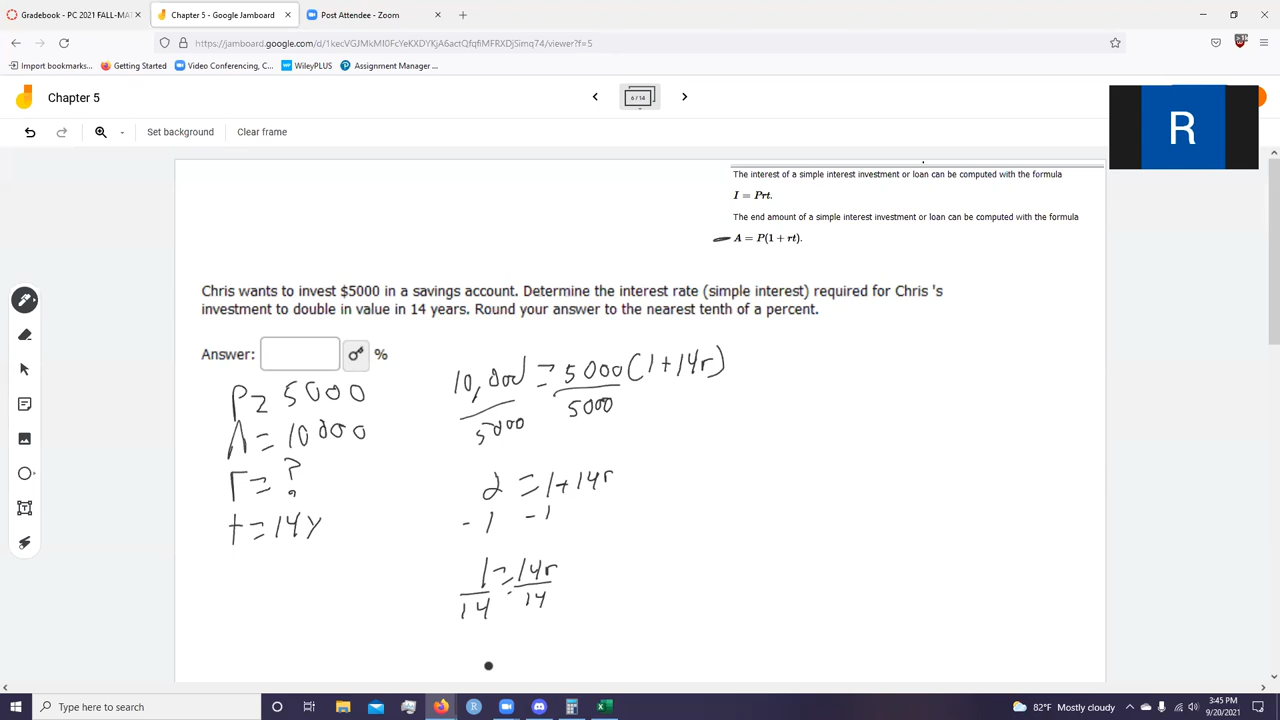 Gradebook - PC 2021 FALL-MAT
Chapter 5 - Google Jamboard
Post Attendee - Zoom
https://jamboard.google.com/d/1kecVGJMkMI0FcYeKXDYKjA6actQfqfiMFRXDjSimq74/viewer?f=5
Import bookmarks...
Getting Started
Video Conferencing, C...
WileyPLUS
Assignment Manager ...
Chapter 5
6 / 14
Set background
Clear frame
R
The interest of a simple interest investment or loan can be computed with the formula
I = Prt.
The end amount of a simple interest investment or loan can be computed with the formula
A = P(1 + rt).
Chris wants to invest $5000 in a savings account. Determine the interest rate (simple interest) required for Chris 's
investment to double in value in 14 years. Round your answer to the nearest tenth of a percent.
Answer: %
P = 5000
A = 10000
r = ?
t = 14y
10,000 = 5000(1 + 14r)
5000 5000
2 = 1 + 14r
-1 -1
1 = 14r
14 14
Type here to search
R
82°F Mostly cloudy
3:45 PM
9/20/2021